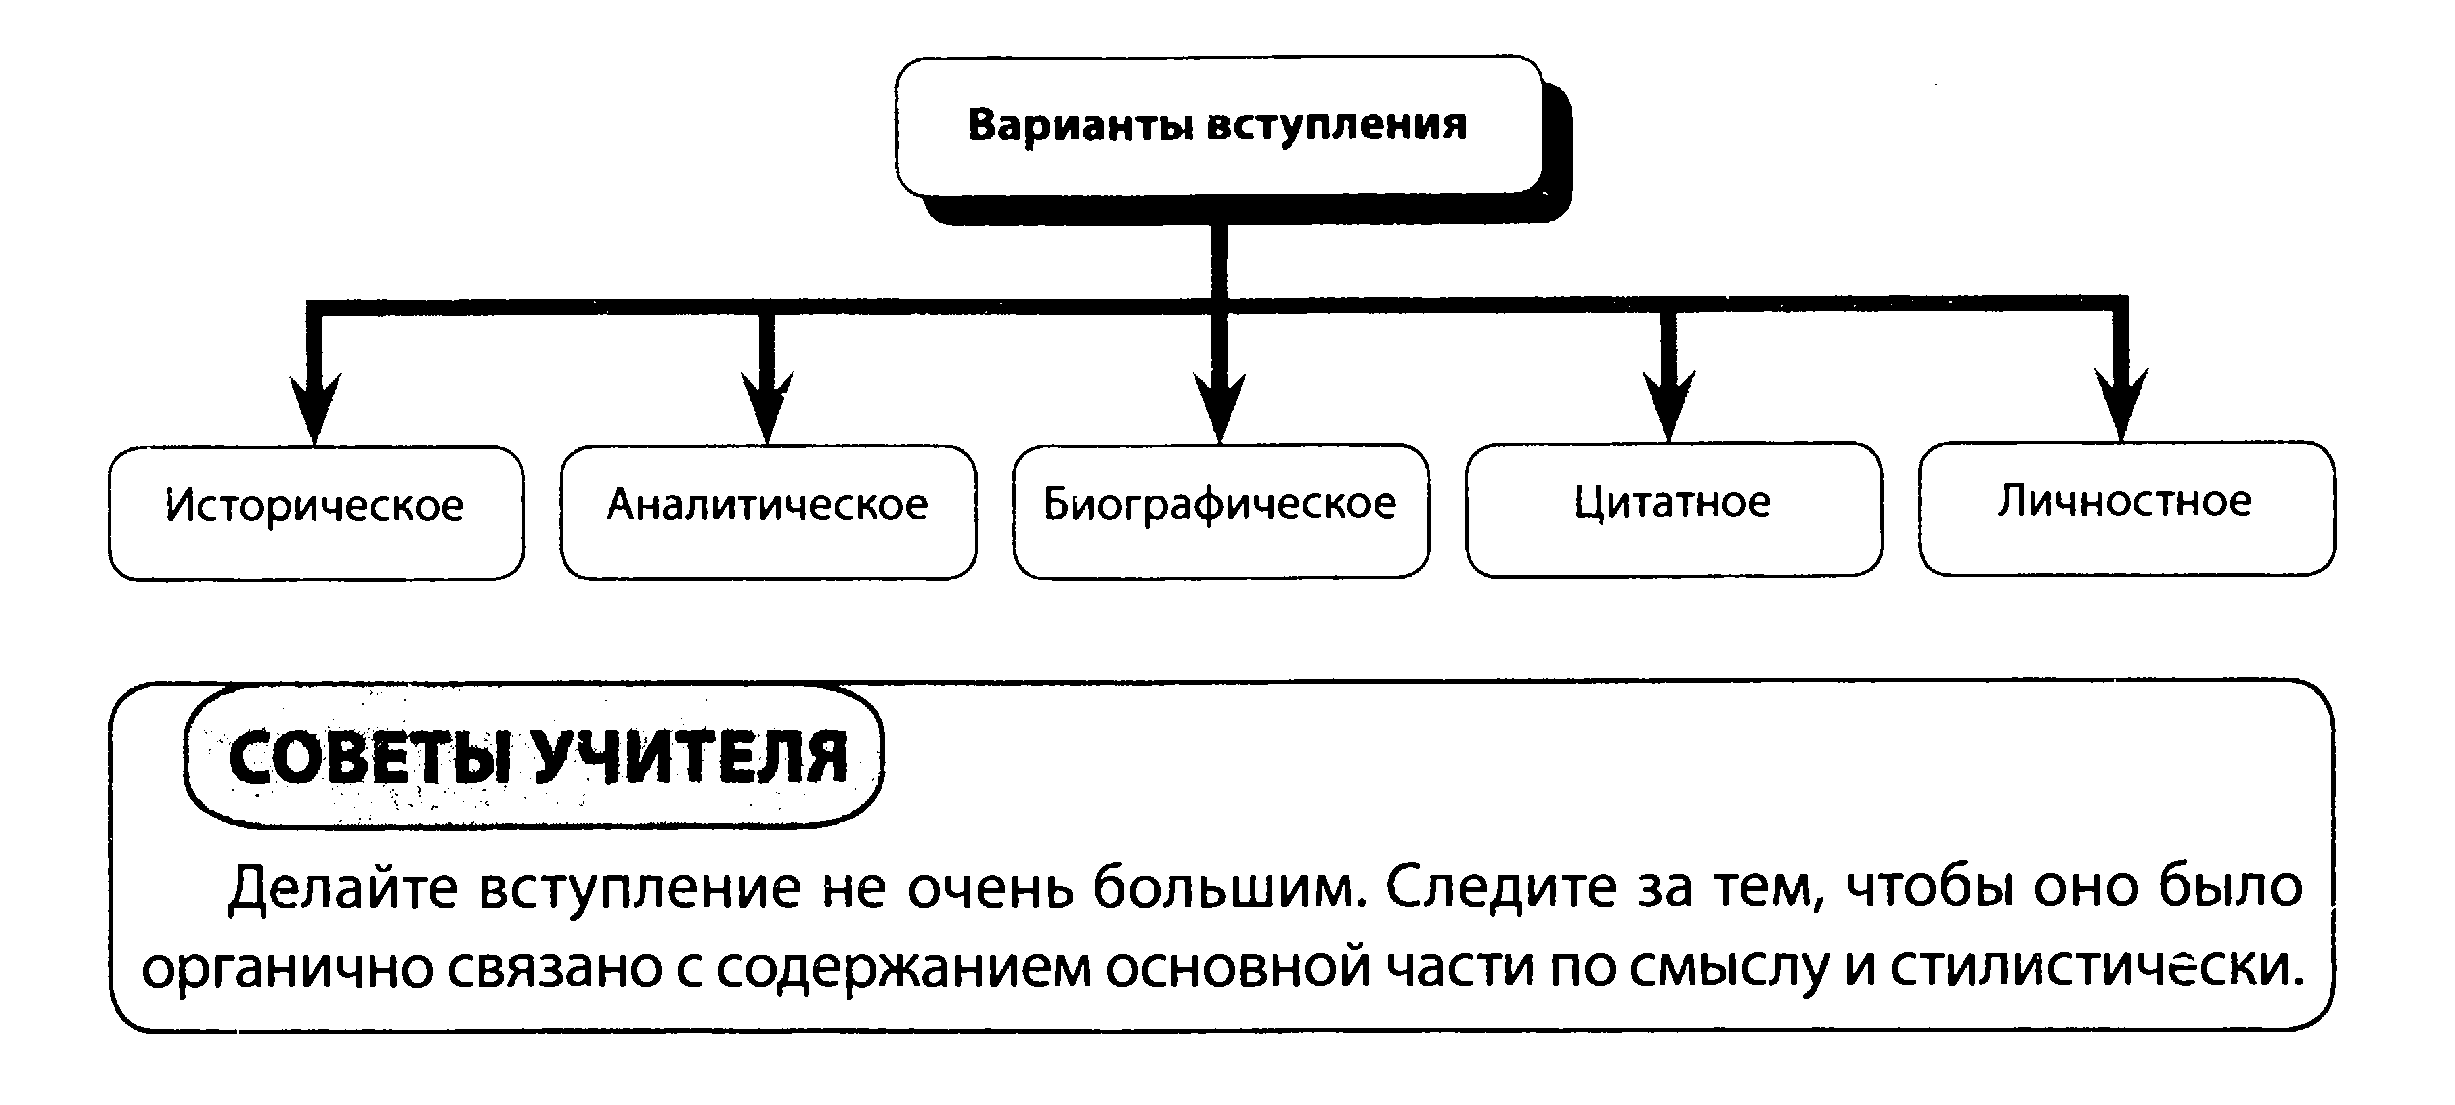 Варианты вступления
Историческое
Аналитическое
Биографическое
Цитатное
Личностное
СОВЕТЫ УЧИТЕЛЯ
Делайте вступление не очень большим. Следите за тем, чтобы оно было
органично связано с содержанием основной части по смыслу и стилистически.